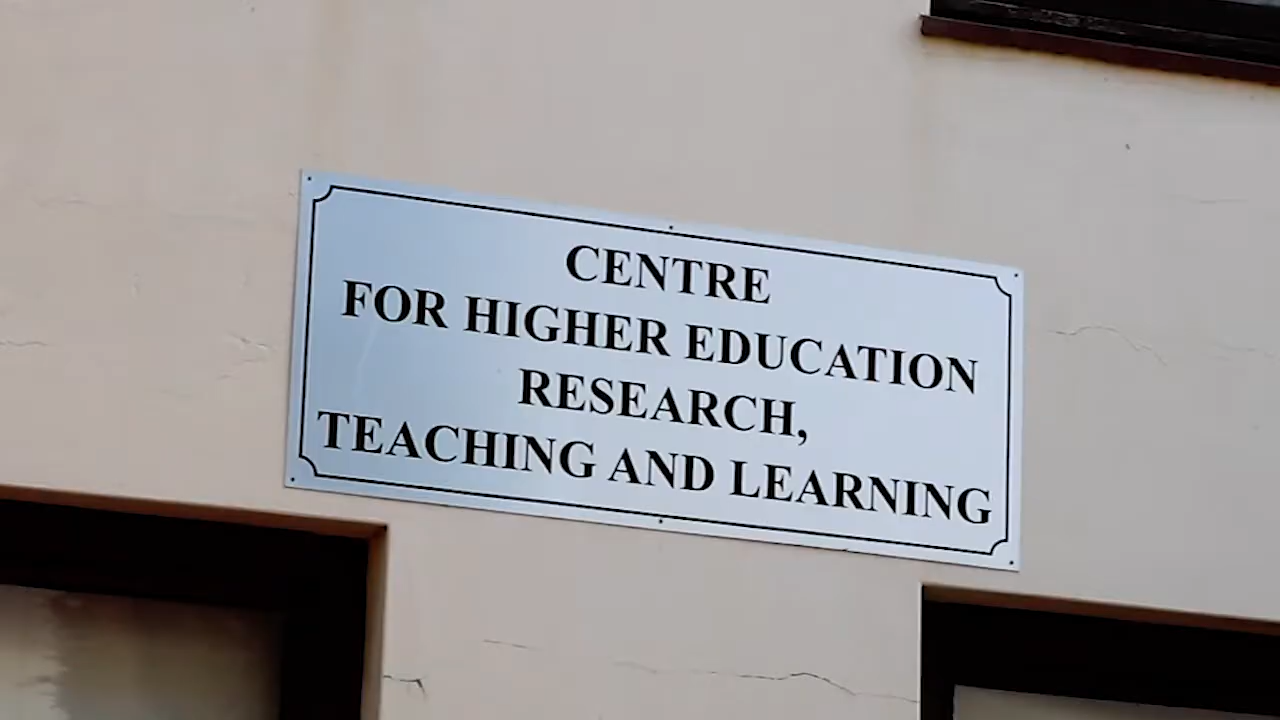 CENTRE
FOR HIGHER EDUCATION
RESEARCH,
TEACHING AND LEARNING